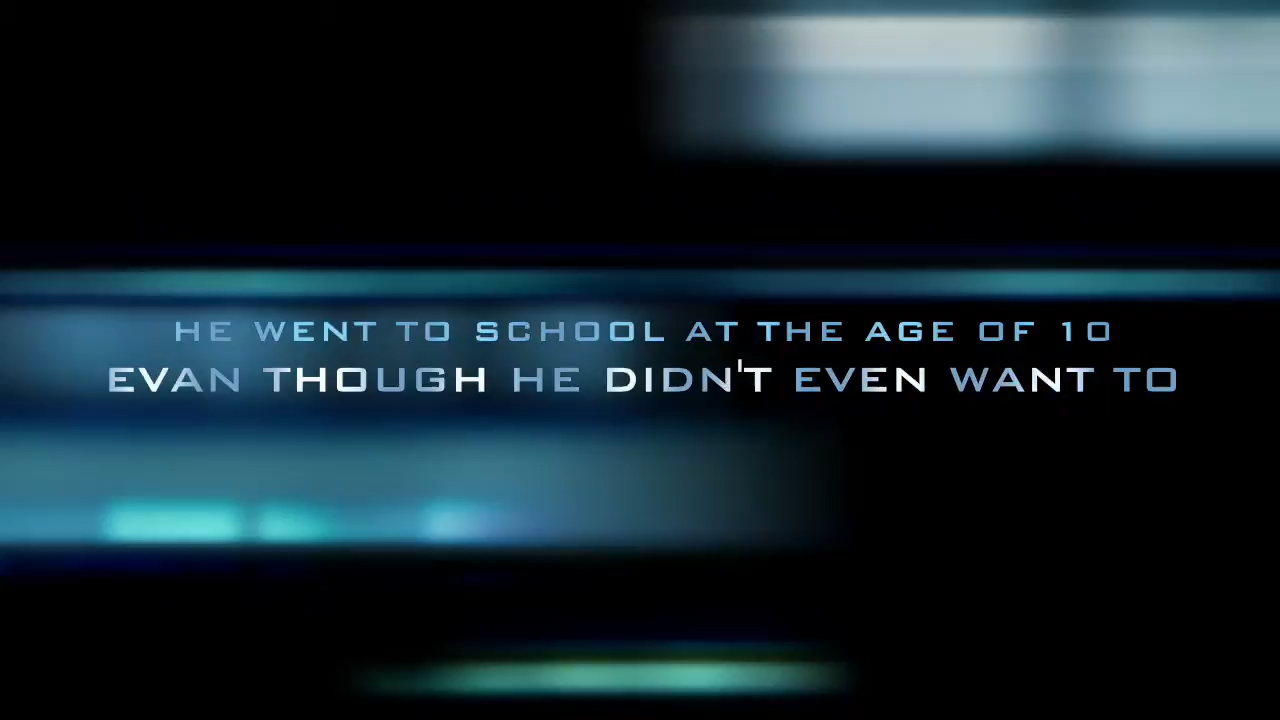 HE WENT TO SCHOOL AT THE AGE OF 10
EVAN THOUGH HE DIDN'T EVEN WANT TO